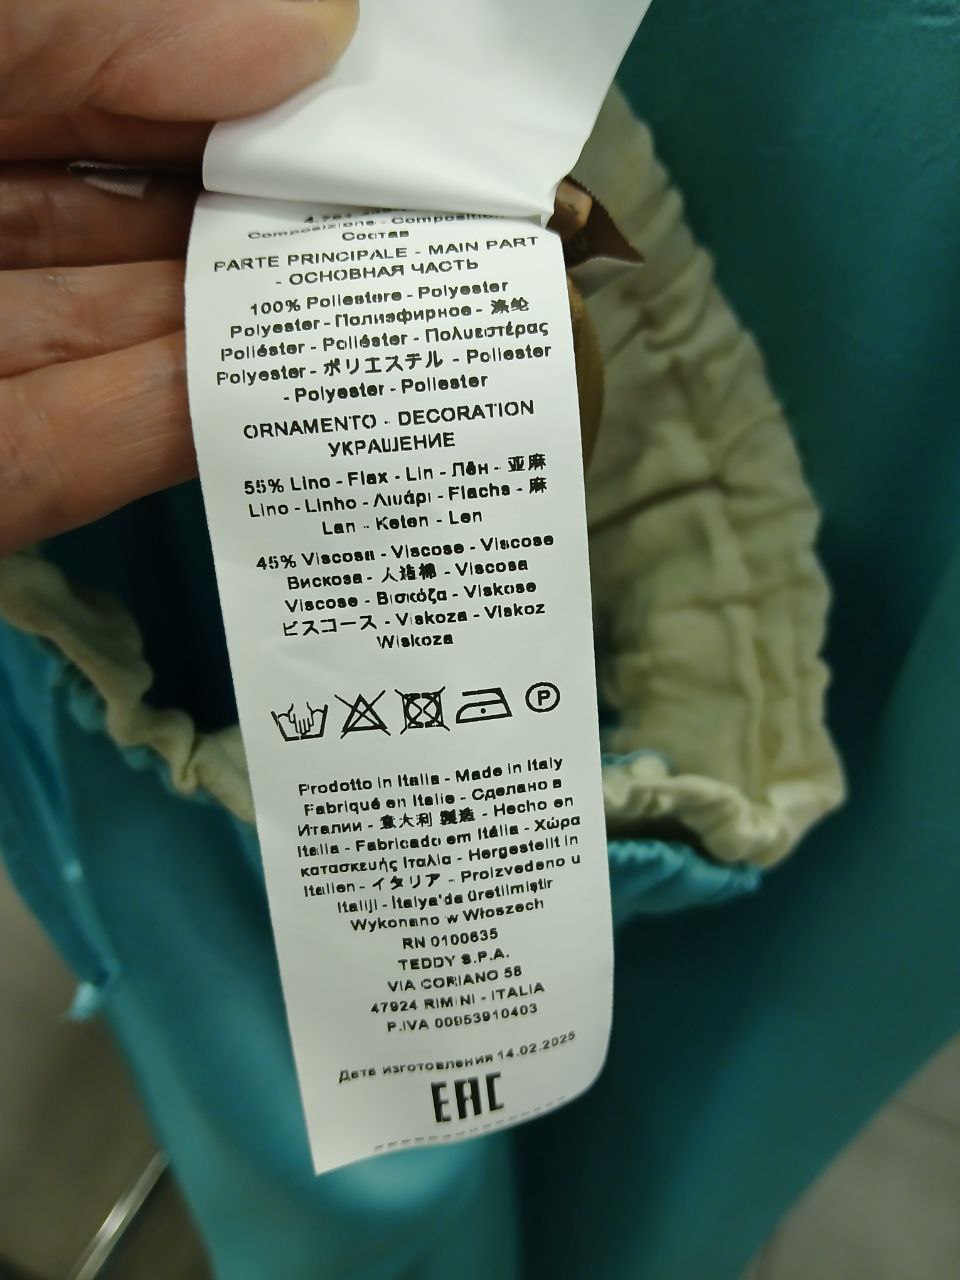 Composizione - Composition
Состав
PARTE PRINCIPALE - MAIN PART
- ОСНОВНАЯ ЧАСТЬ
100% Poliestere - Polyester
Polyester - Полиэфирное - 涤纶
Poliéster - Poliéster - Πολυεστέρας
Polyester - ポリエステル - Poliester
- Polyester - Poliester
ORNAMENTO - DECORATION
УКРАШЕНИЕ
55% Lino - Flax - Lin - Лён - 亚麻
Lino - Linho - Λινάρι - Flachs - 麻
Lan - Keten - Len
45% Viscosa - Viscose - Viscose
Вискоза - 人造棉 - Viscosa
Viscose - Βισκόζα - Viskose
ビスコース - Viskoza - Viskoz
Wiskoza
P
Prodotto in Italia - Made in Italy
Fabriqué en Italie - Сделано в
Италии - 意大利 製造 - Hecho en
Italia - Fabricado em Itália - Χώρα
κατασκευής Ιταλία - Hergestellt in
Italien - イタリア - Proizvedeno u
Italiji - İtalya'da üretilmiştir
Wykonano w Włoszech
RN 0100635
TEDDY S.P.A.
VIA CORIANO 58
47924 RIMINI - ITALIA
P.IVA 00953910403
Дата изготовления 14.02.2025
EAC